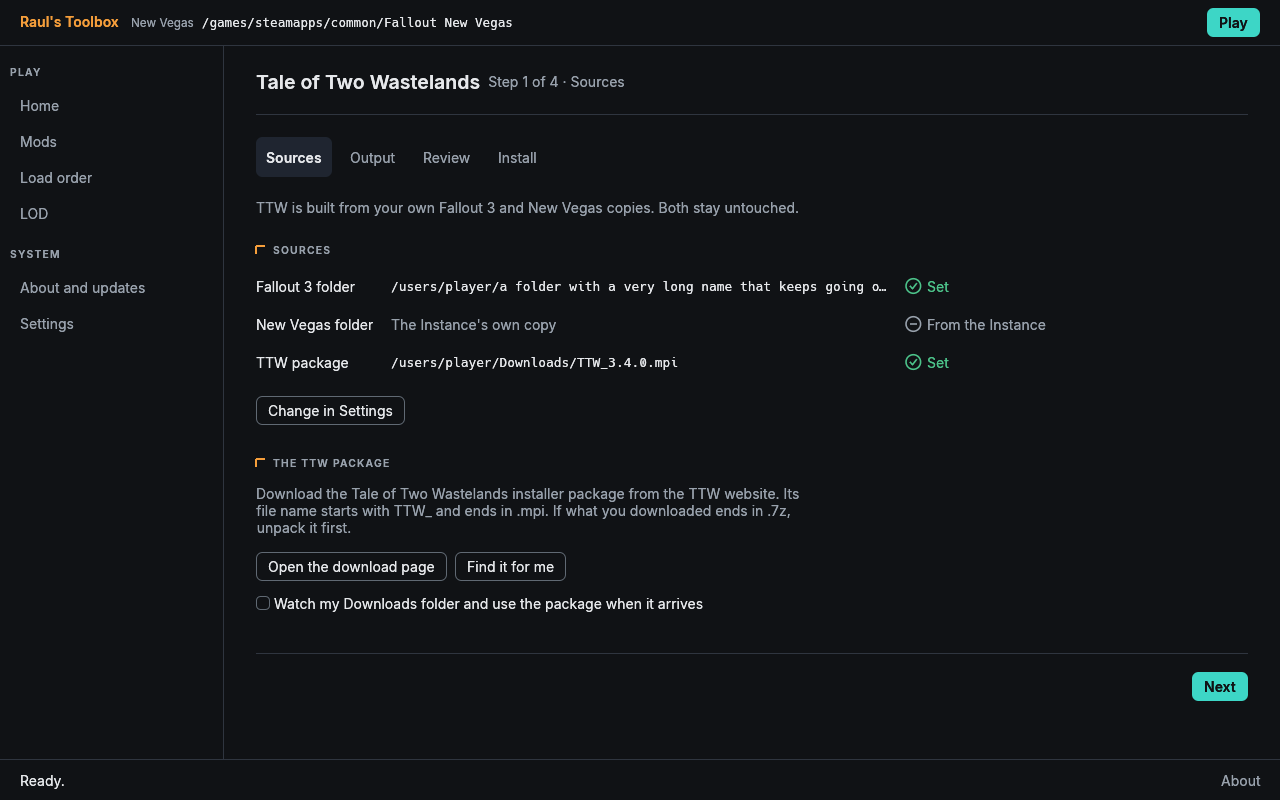 Raul's Toolbox New Vegas /games/steamapps/common/Fallout New Vegas Play
PLAY
Home
Mods
Load order
LOD
SYSTEM
About and updates
Settings
Tale of Two Wastelands Step 1 of 4 · Sources
Sources Output Review Install
TTW is built from your own Fallout 3 and New Vegas copies. Both stay untouched.
SOURCES
Fallout 3 folder /users/player/a folder with a very long name that keeps going o… Set
New Vegas folder The Instance's own copy From the Instance
TTW package /users/player/Downloads/TTW_3.4.0.mpi Set
Change in Settings
THE TTW PACKAGE
Download the Tale of Two Wastelands installer package from the TTW website. Its
file name starts with TTW_ and ends in .mpi. If what you downloaded ends in .7z,
unpack it first.
Open the download page Find it for me
Watch my Downloads folder and use the package when it arrives
Next
Ready. About